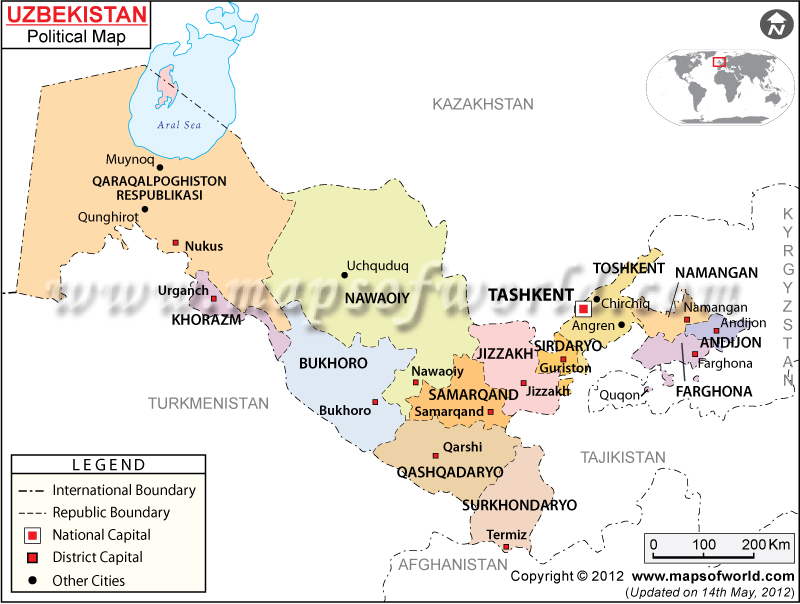 UZBEKISTAN
Political Map
N
KAZAKHSTAN
Aral Sea
Muynoq
QARAQALPOGHISTON
RESPUBLIKASI
Qunghirot
Nukus
KYRGYZSTAN
Uchquduq
NAWAOIY
TOSHKENT
NAMANGAN
Urganch
KHORAZM
www.mapsofworld.com
TASHKENT
Chirchiq
Namangan
Angren
Andijon
ANDIJON
SIRDARYO
JIZZAKH
Guriston
Farghona
BUKHORO
Nawaoiy
SAMARQAND
Jizzakh
Quqon
FARGHONA
TURKMENISTAN
Bukhoro
Samarqand
Qarshi
TAJIKISTAN
QASHQADARYO
SURKHONDARYO
Termiz
AFGHANISTAN
LEGEND
International Boundary
Republic Boundary
National Capital
District Capital
Other Cities
0 100 200 Km
Copyright © 2012 www.mapsofworld.com
(Updated on 14th May, 2012)